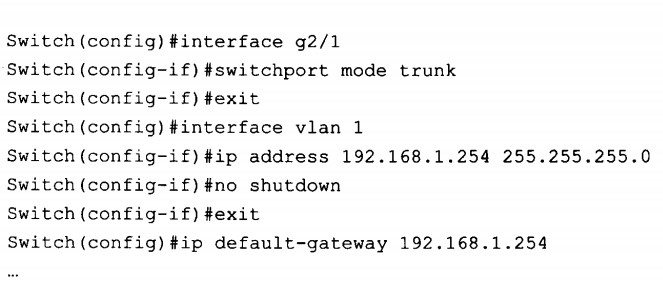 Switch(config)#interface g2/1
Switch(config-if)#switchport mode trunk
Switch(config-if)#exit
Switch(config)#interface vlan 1
Switch(config-if)#ip address 192.168.1.254 255.255.255.0
Switch(config-if)#no shutdown
Switch(config-if)#exit
Switch(config)#ip default-gateway 192.168.1.254
…